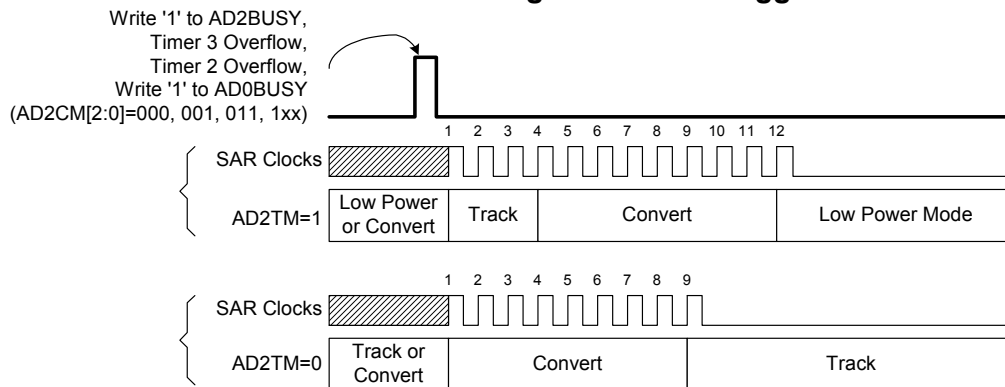 Write '1' to AD2BUSY,
Timer 3 Overflow,
Timer 2 Overflow,
Write '1' to AD0BUSY
(AD2CM[2:0]=000, 001, 011, 1xx)
1 2 3 4 5 6 7 8 9 10 11 12
SAR Clocks
AD2TM=1
Low Power
or Convert
Track
Convert
Low Power Mode
1 2 3 4 5 6 7 8 9
SAR Clocks
AD2TM=0
Track or
Convert
Convert
Track